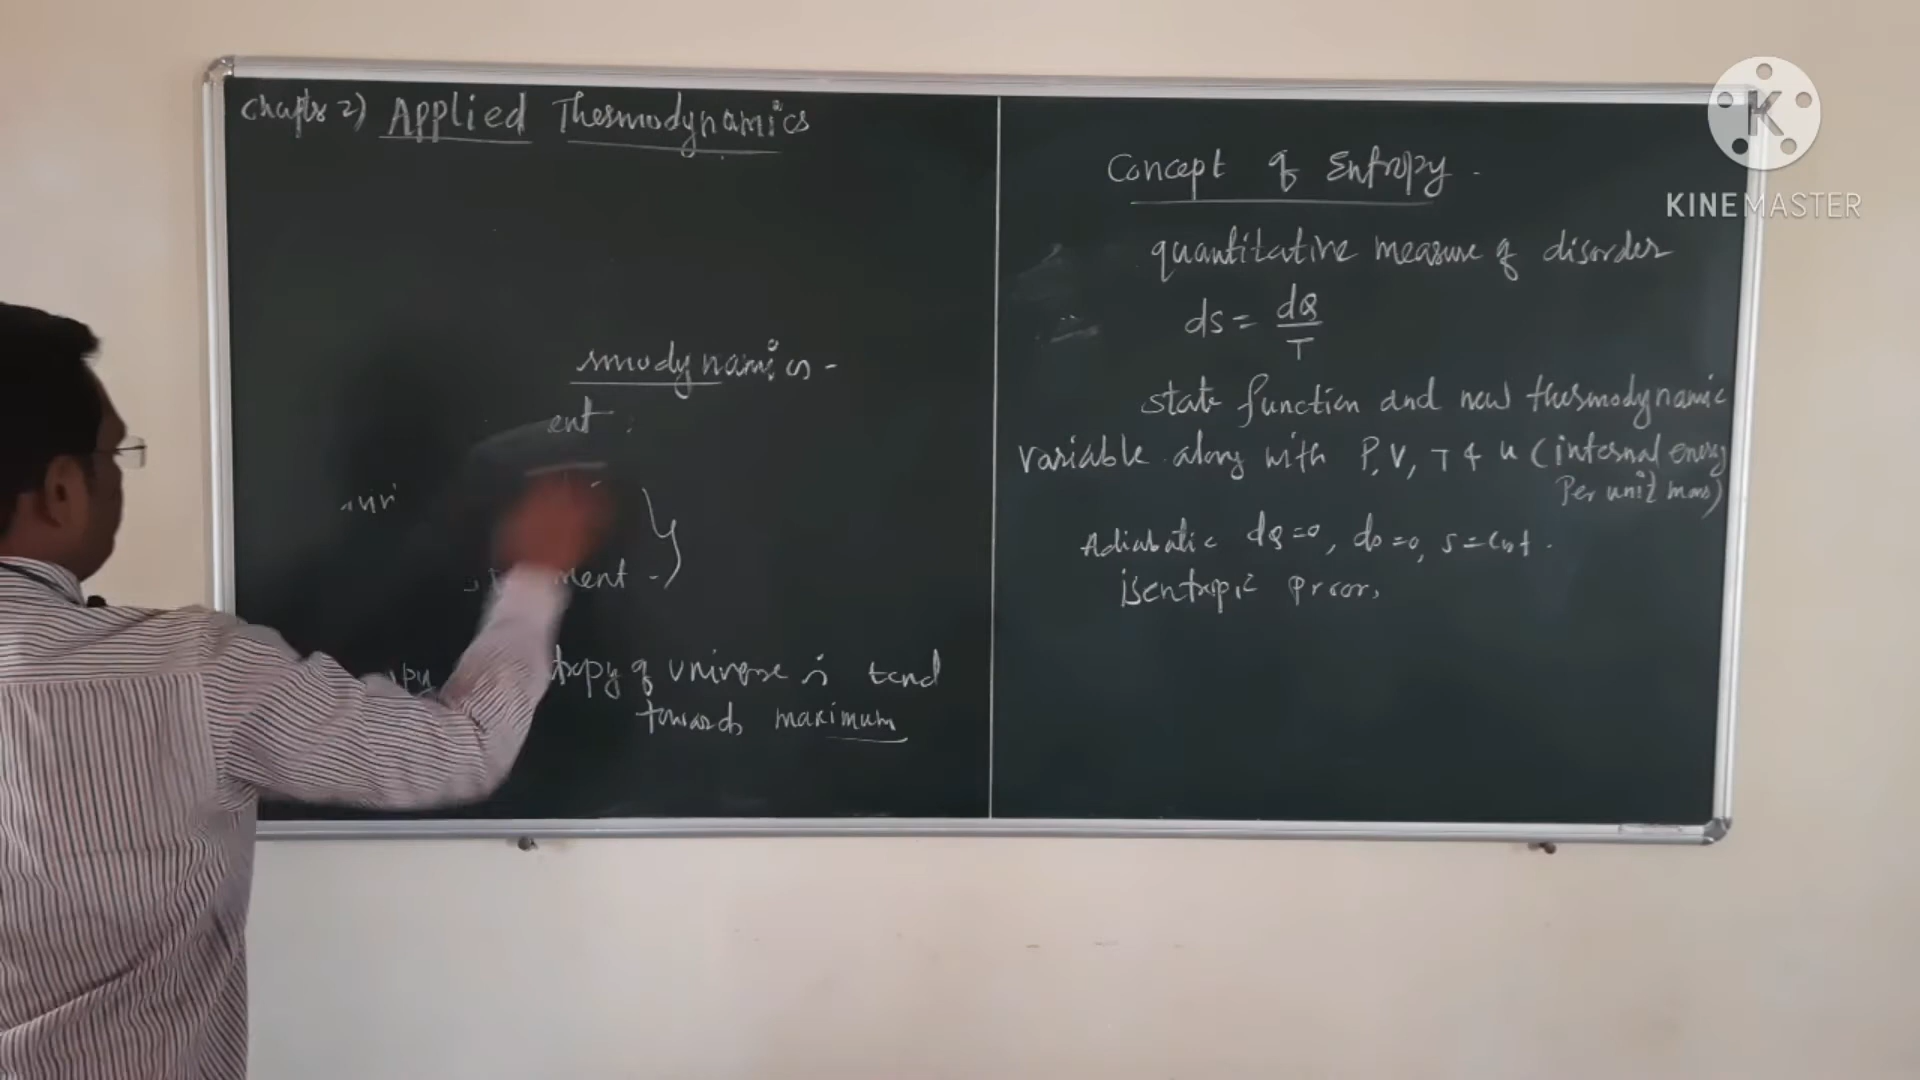 Chapter 2) Applied Thermodynamics
smodynamics -
ent :
ment -
tropy of universe is tend
towards maximum
Concept of Entropy.
quantitative measure of disorder
ds = dQ / T
state function and new thermodynamic
variable along with P, V, T & u (internal energy
Per unit mass)
Adiabatic dQ=0, ds=0, s=Cnst.
isentropic
K
KINEMASTER